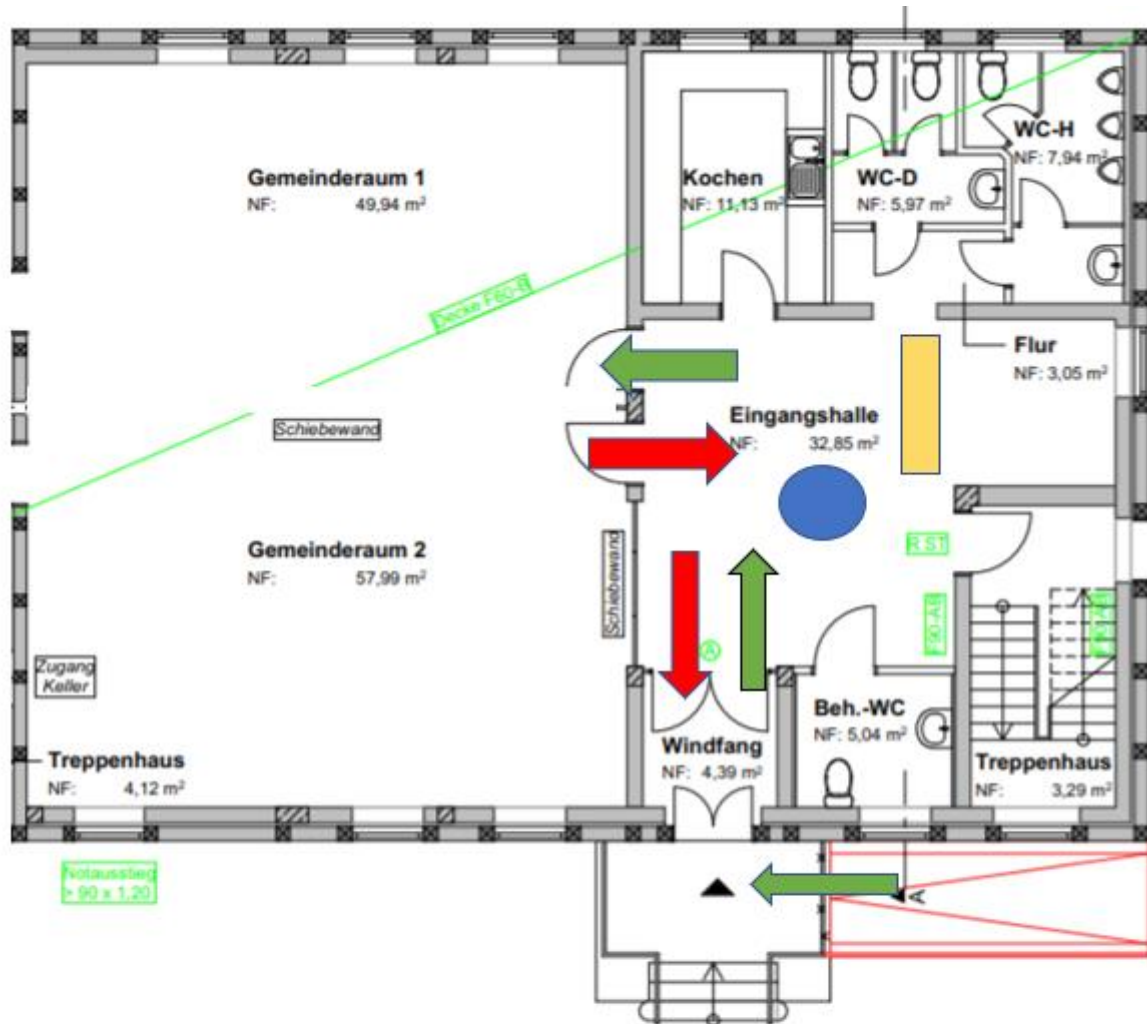 Gemeinderaum 1
NF: 49,94 m²
Kochen
NF: 11,13 m²
WC-D
NF: 5,97 m²
WC-H
NF: 7,94 m²
Decke F60-B
Flur
NF: 3,05 m²
Eingangshalle
NF: 32,85 m²
Schiebewand
Gemeinderaum 2
NF: 57,99 m²
Schiebewand
R ST
F90-AB
A
Zugang
Keller
Treppenhaus
NF: 4,12 m²
Windfang
NF: 4,39 m²
Beh.-WC
NF: 5,04 m²
Treppenhaus
NF: 3,29 m²
Notausstieg
> 90 x 1,20
A